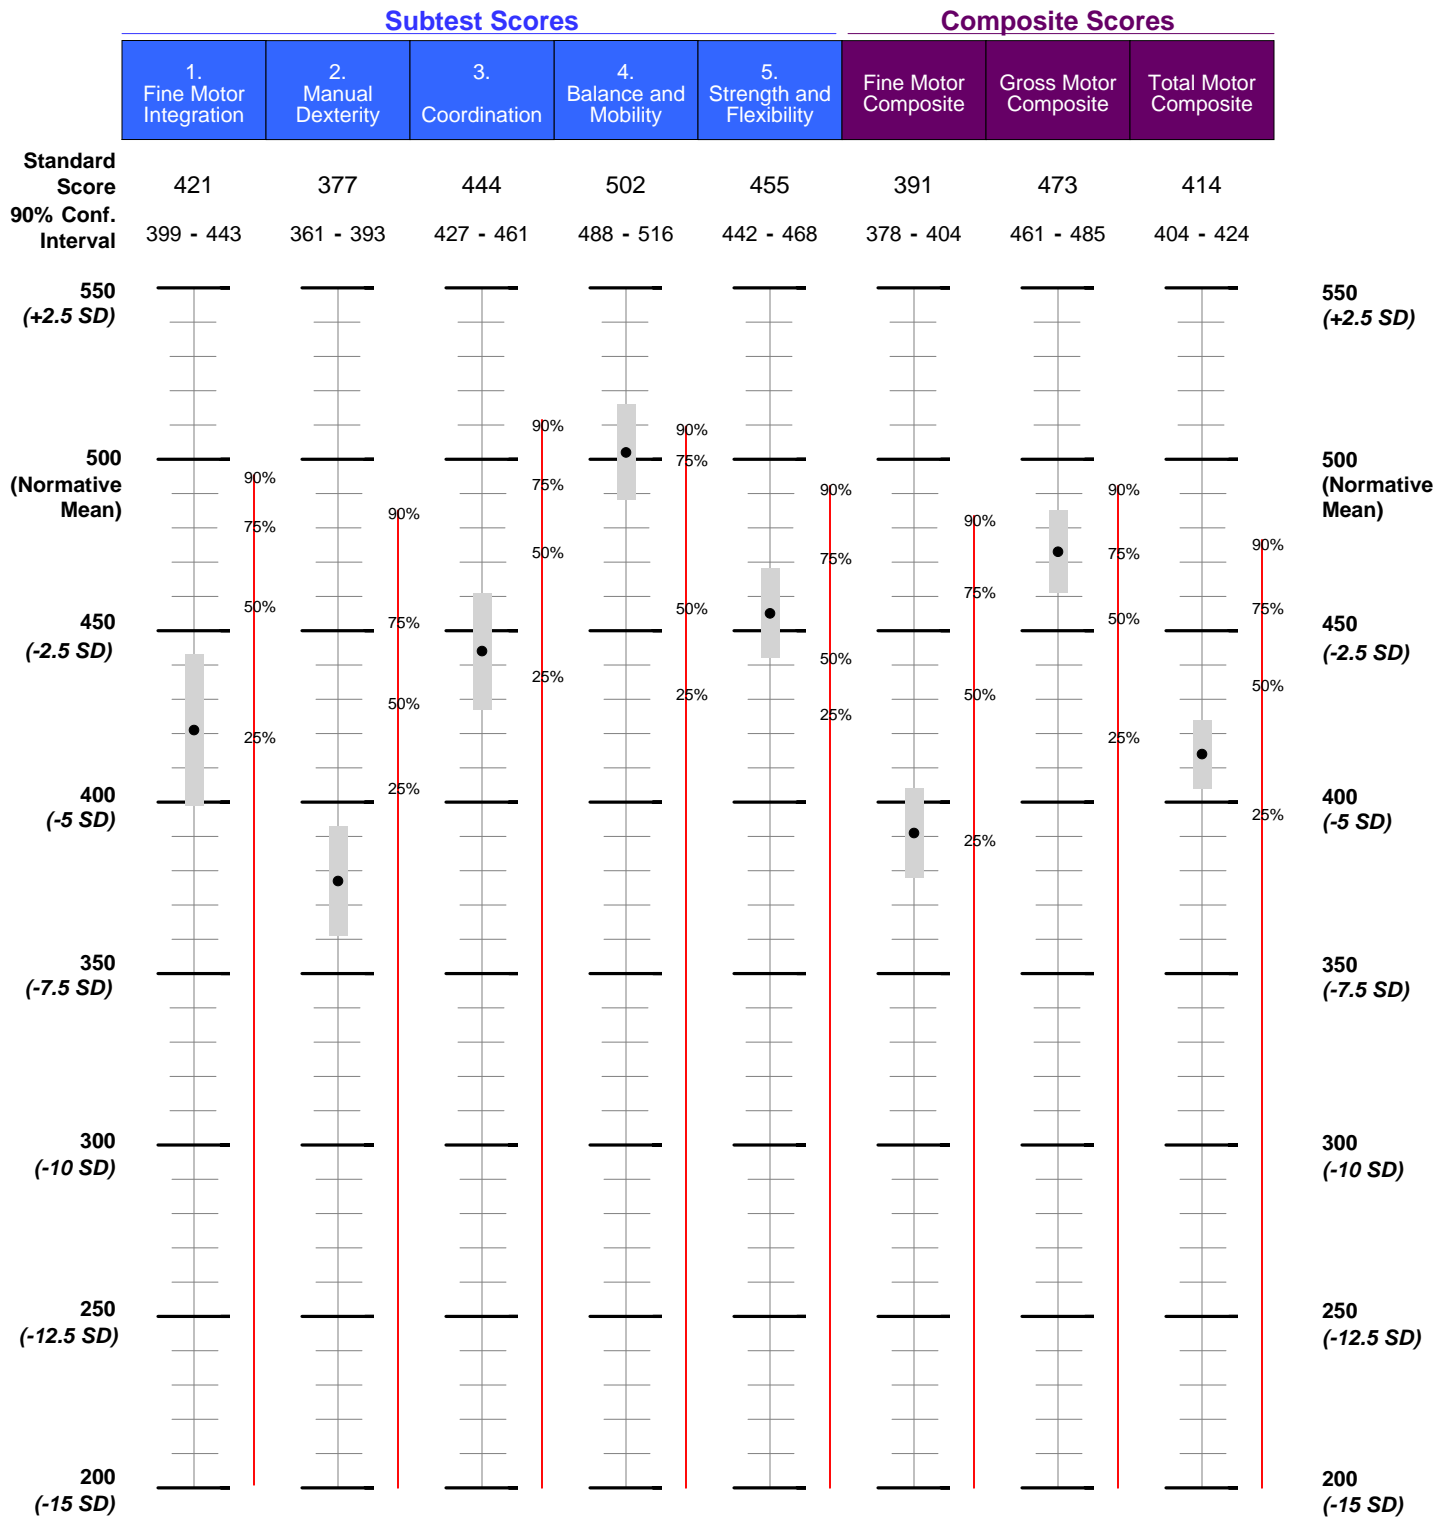 Subtest Scores
Composite Scores
1.
Fine Motor
Integration
2.
Manual
Dexterity
3.
Coordination
4.
Balance and
Mobility
5.
Strength and
Flexibility
Fine Motor
Composite
Gross Motor
Composite
Total Motor
Composite
Standard
Score
421 377 444 502 455 391 473 414
90% Conf.
Interval
399 - 443 361 - 393 427 - 461 488 - 516 442 - 468 378 - 404 461 - 485 404 - 424
550
(+2.5 SD)
500
(Normative
Mean)
450
(-2.5 SD)
400
(-5 SD)
350
(-7.5 SD)
300
(-10 SD)
250
(-12.5 SD)
200
(-15 SD)
90%
75%
50%
25%
90%
75%
50%
25%
90%
75%
50%
25%
90%
75%
50%
25%
90%
75%
50%
25%
90%
75%
50%
25%
90%
75%
50%
25%
90%
75%
50%
25%
550
(+2.5 SD)
500
(Normative
Mean)
450
(-2.5 SD)
400
(-5 SD)
350
(-7.5 SD)
300
(-10 SD)
250
(-12.5 SD)
200
(-15 SD)